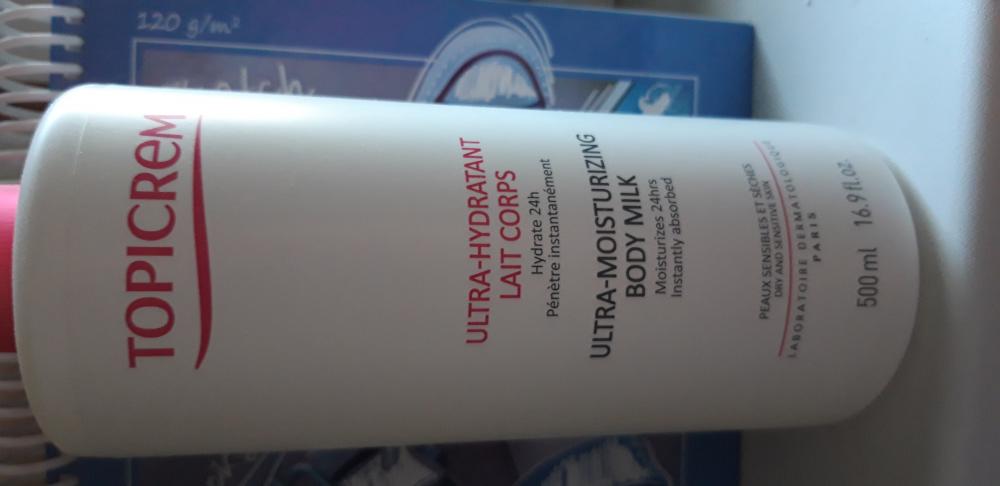 120 g/m²
TOPICREM
ULTRA-HYDRATANT
LAIT CORPS
Hydrate 24h
Pénètre instantanément
ULTRA-MOISTURIZING
BODY MILK
Moisturizes 24hrs
Instantly absorbed
PEAUX SENSIBLES ET SÈCHES
DRY AND SENSITIVE SKIN
LABORATOIRE DERMATOLOGIQUE
PARIS
500 ml 16.9 fl.oz.